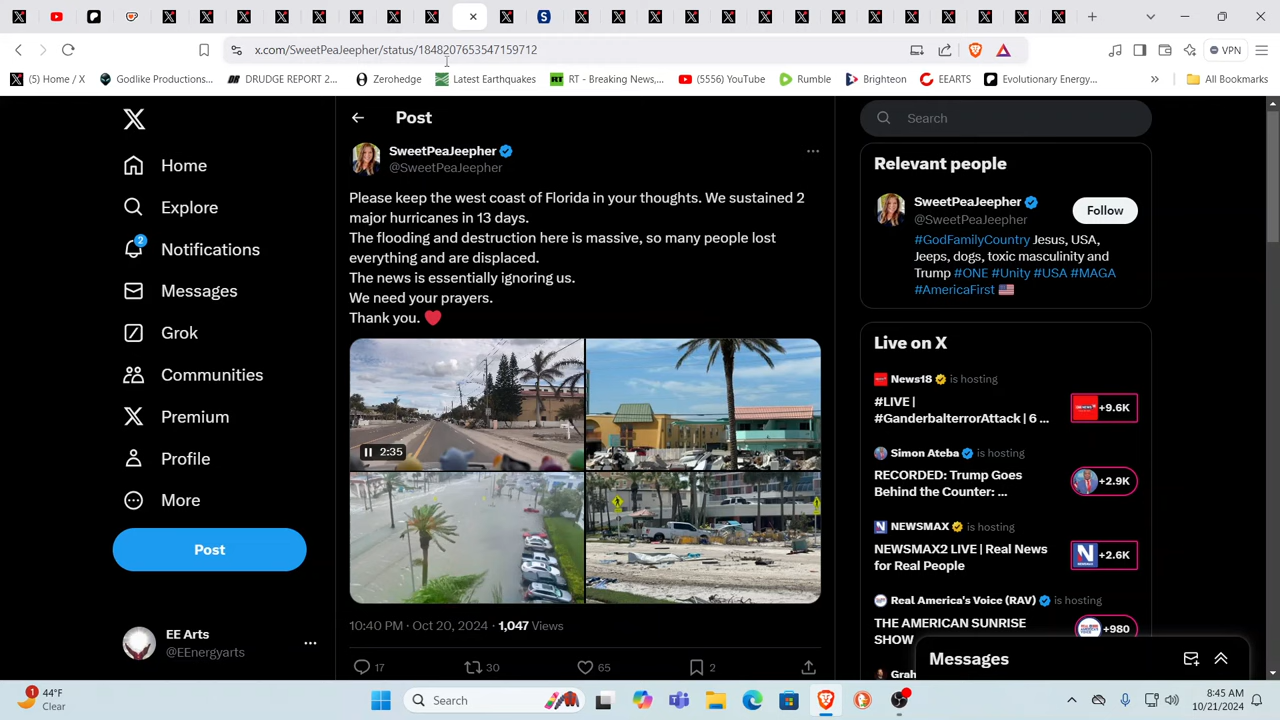 x.com/SweetPeaJeepher/status/1848207653547159712
VPN
(5) Home / X
Godlike Productions...
DRUDGE REPORT 2...
Zerohedge
Latest Earthquakes
RT - Breaking News,...
(5550) YouTube
Rumble
Brighteon
EEARTS
Evolutionary Energy...
»
All Bookmarks
Home
Explore
2
Notifications
Messages
Grok
Communities
Premium
Profile
More
Post
EE Arts
@EEnergyarts
Post
SweetPeaJeepher
@SweetPeaJeepher
Please keep the west coast of Florida in your thoughts. We sustained 2
major hurricanes in 13 days.
The flooding and destruction here is massive, so many people lost
everything and are displaced.
The news is essentially ignoring us.
We need your prayers.
Thank you. ❤️
2:35
10:40 PM · Oct 20, 2024 · 1,047 Views
17
30
65
2
Search
Relevant people
SweetPeaJeepher
@SweetPeaJeepher
Follow
#GodFamilyCountry Jesus, USA,
Jeeps, dogs, toxic masculinity and
Trump #ONE #Unity #USA #MAGA
#AmericaFirst 🇺🇸
Live on X
News18 is hosting
#LIVE |
#GanderbalterrorAttack | 6 ...
+9.6K
Simon Ateba is hosting
RECORDED: Trump Goes
Behind the Counter: ...
+2.9K
NEWSMAX is hosting
NEWSMAX2 LIVE | Real News
for Real People
+2.6K
Real America's Voice (RAV) is hosting
THE AMERICAN SUNRISE
SHOW
+980
Messages
1
44°F
Clear
Search
8:45 AM
10/21/2024